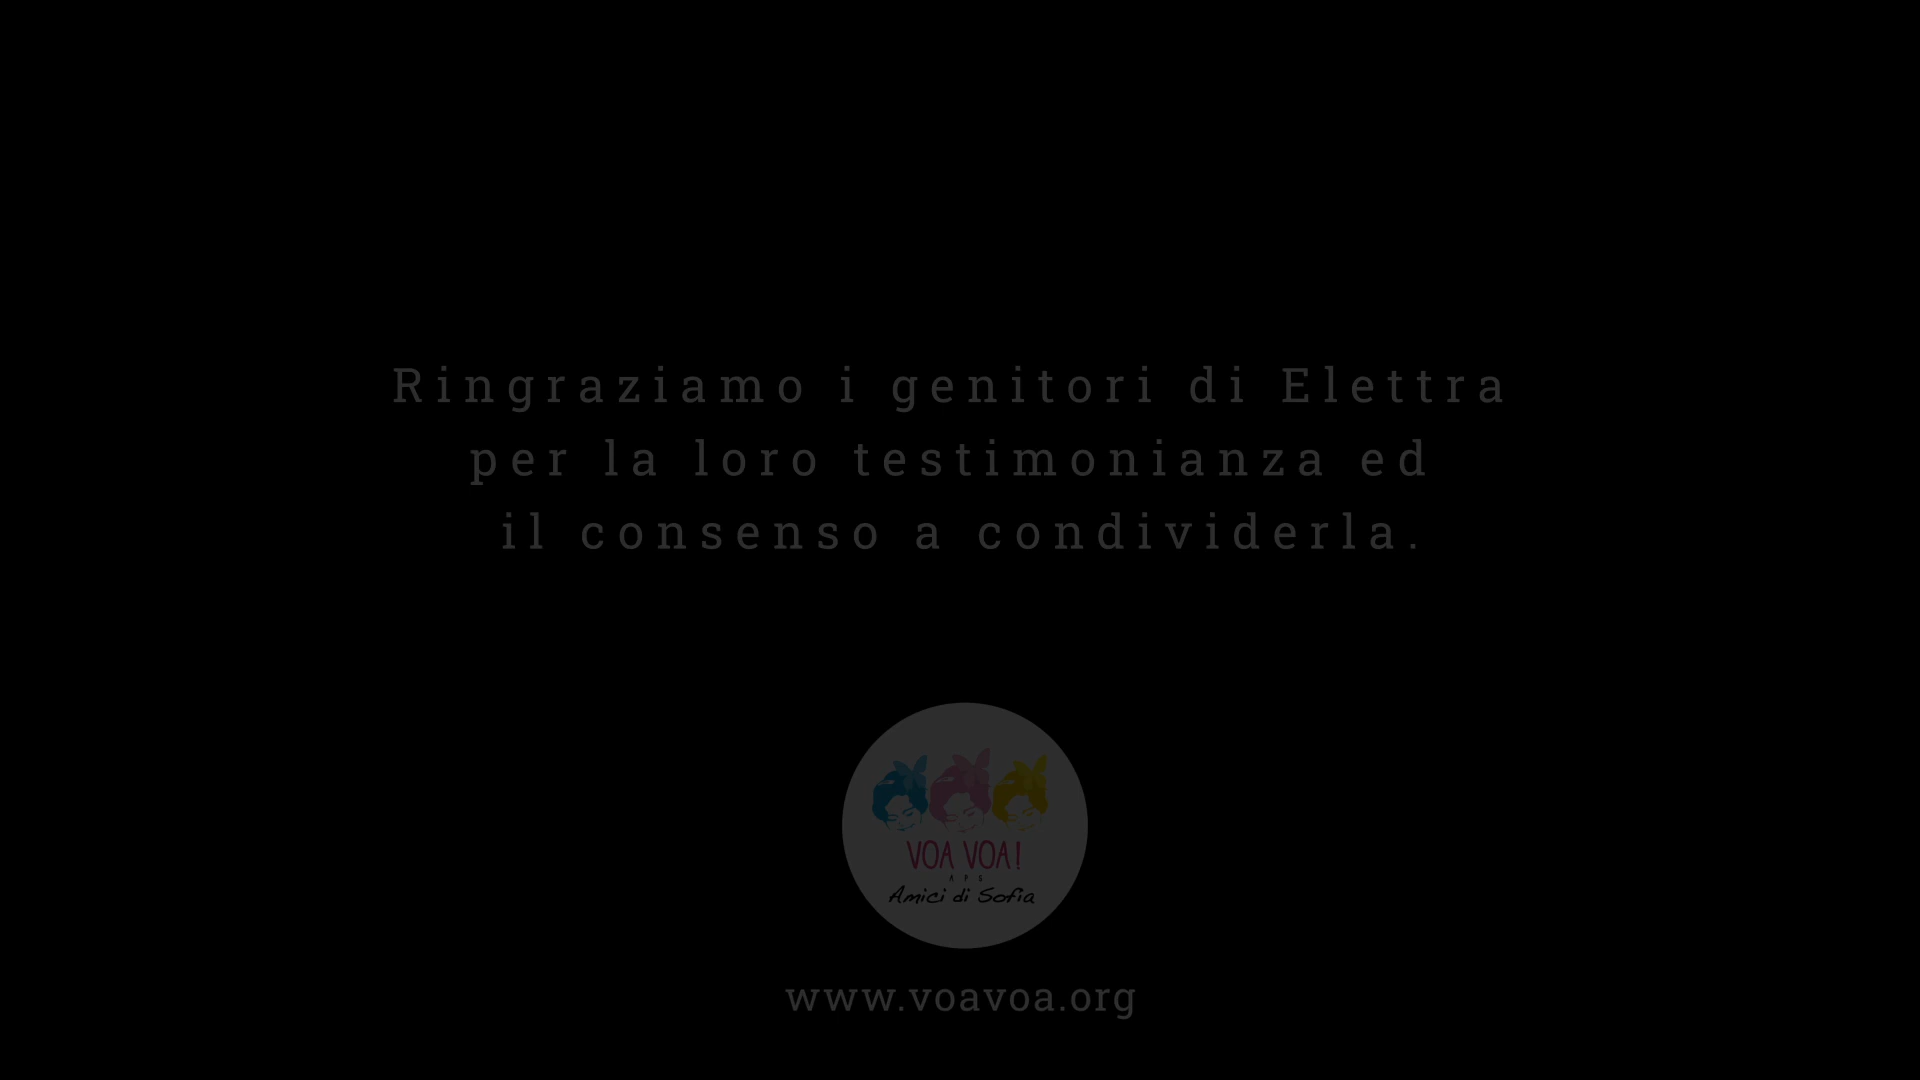 Ringraziamo i genitori di Elettra
per la loro testimonianza ed
il consenso a condividerla.
VOA VOA!
APS
Amici di Sofia
www.voavoa.org